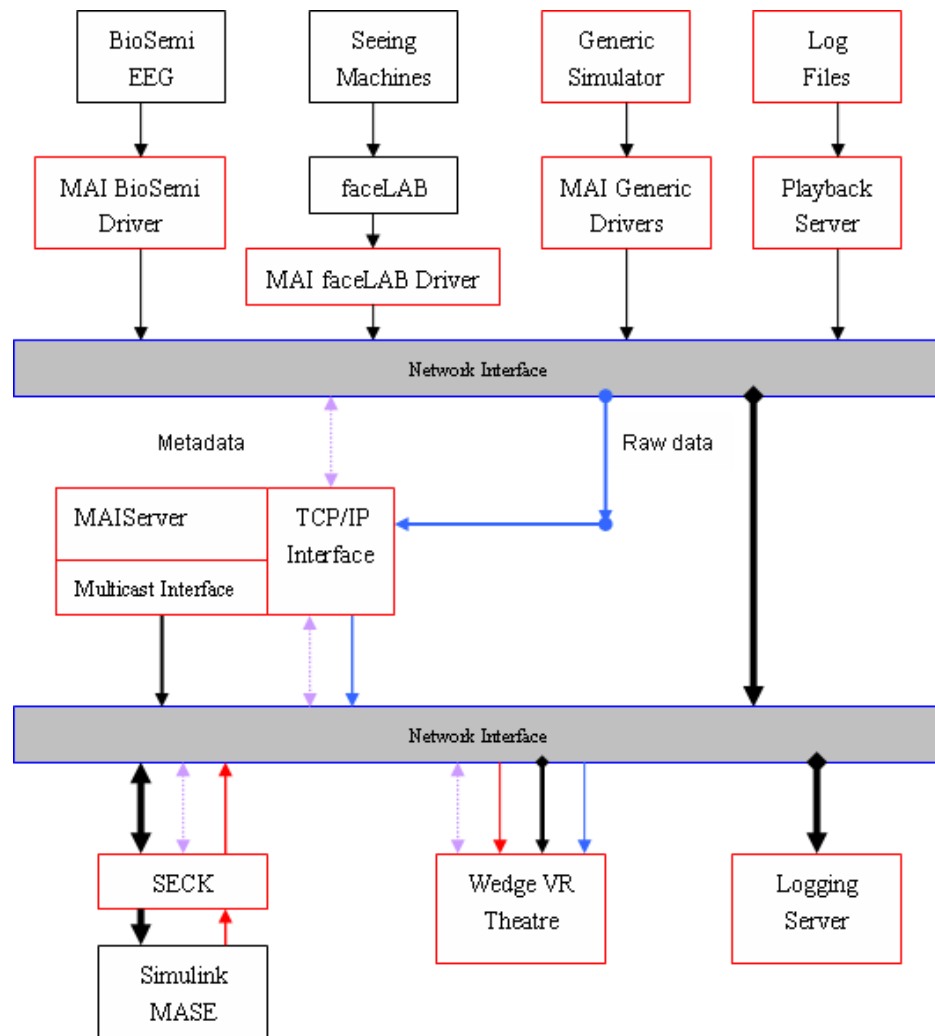 BioSemi
EEG
Seeing
Machines
Generic
Simulator
Log
Files
MAI BioSemi
Driver
faceLAB
MAI Generic
Drivers
Playback
Server
MAI faceLAB Driver
Network Interface
Metadata
Raw data
MAIServer
TCP/IP
Interface
Multicast Interface
Network Interface
SECK
Wedge VR
Theatre
Logging
Server
Simulink
MASE